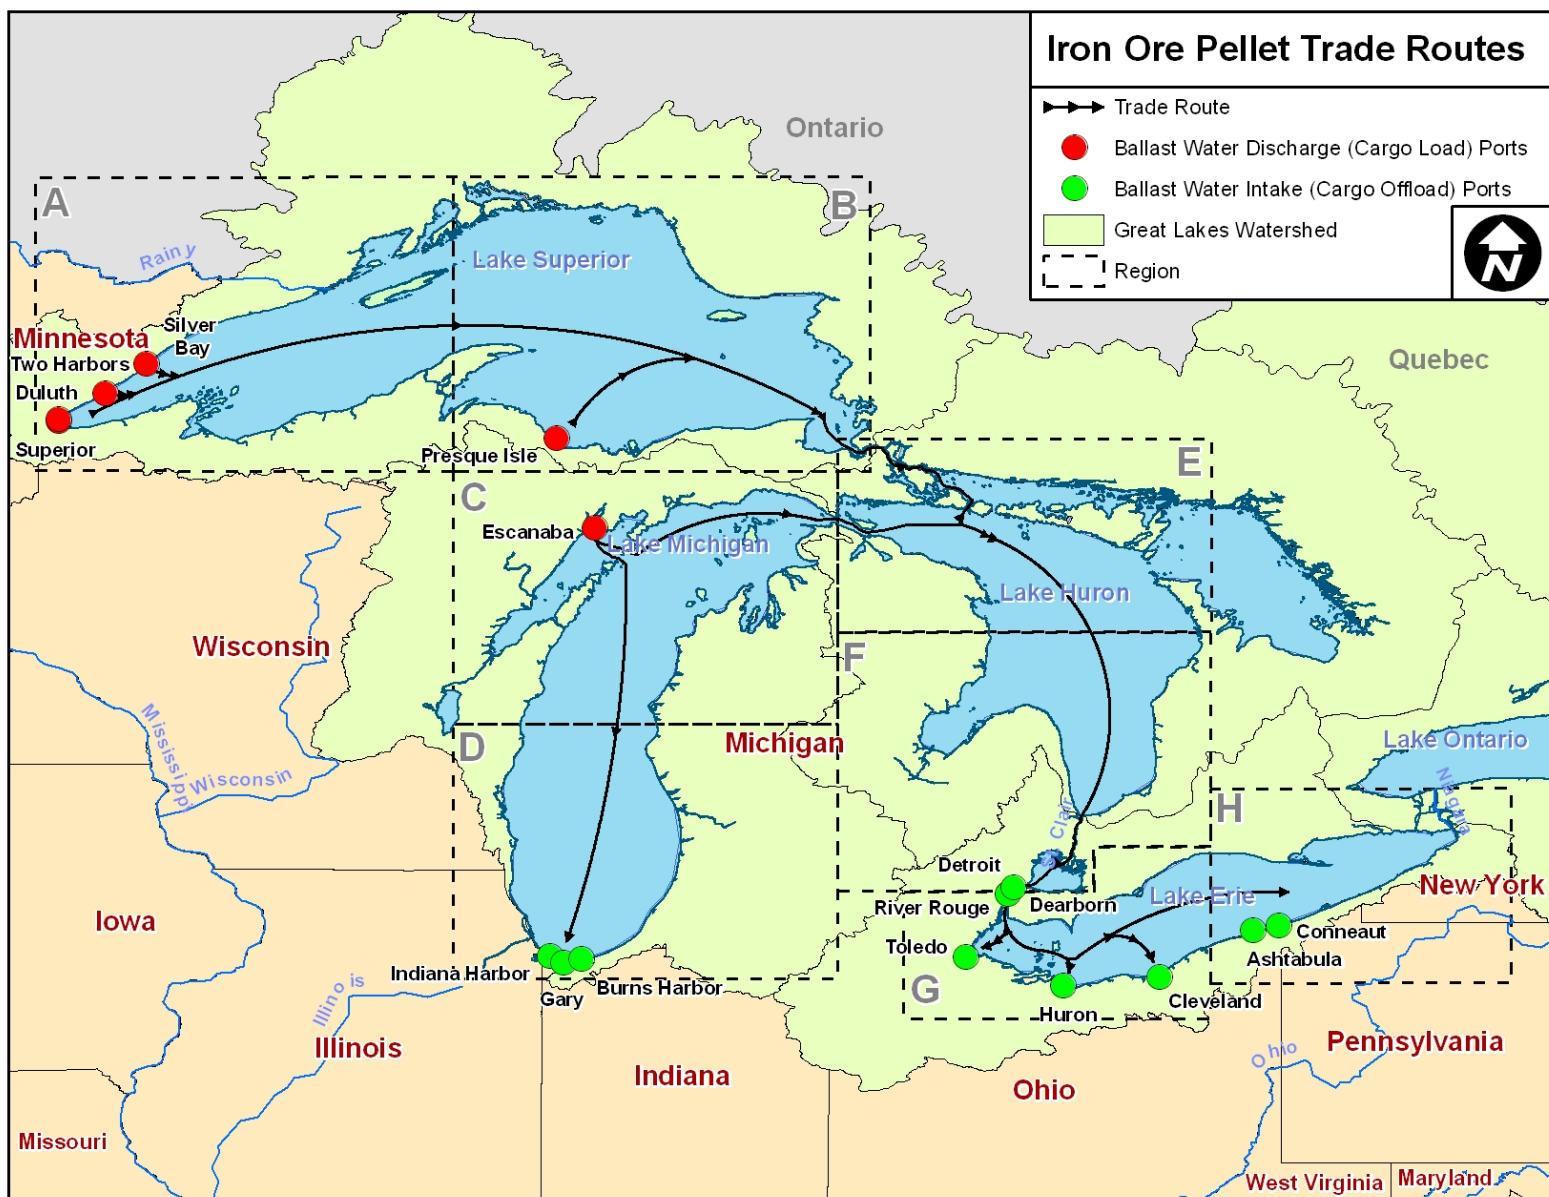 Iron Ore Pellet Trade Routes
Trade Route
Ballast Water Discharge (Cargo Load) Ports
Ballast Water Intake (Cargo Offload) Ports
Great Lakes Watershed
Region
N
Ontario
A
B
Rainy
Lake Superior
Minnesota
Silver
Bay
Two Harbors
Duluth
Superior
Presque Isle
Quebec
C
E
Escanaba
Lake Michigan
Lake Huron
Wisconsin
F
D
Michigan
Mississippi
Wisconsin
Lake Ontario
Niagara
H
St. Clair
Detroit
River Rouge
Dearborn
Lake Erie
New York
Iowa
Toledo
Conneaut
Ashtabula
Indiana Harbor
Gary
Burns Harbor
G
Huron
Cleveland
Illinois
Illinois
Indiana
Ohio
Ohio
Pennsylvania
Missouri
West Virginia
Maryland